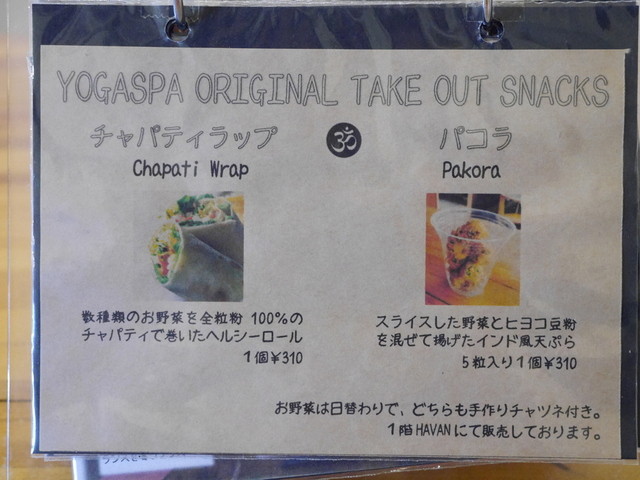 YOGASPA ORIGINAL TAKE OUT SNACKS
チャパティラップ
Chapati Wrap
数種類のお野菜を全粒粉 100%の
チャパティで巻いたヘルシーロール
1個¥310
ॐ
パコラ
Pakora
スライスした野菜とヒヨコ豆粉
を混ぜて揚げたインド風天ぷら
5粒入り1個¥310
お野菜は日替わりで、どちらも手作りチャツネ付き。
1階HAVANにて販売しております。